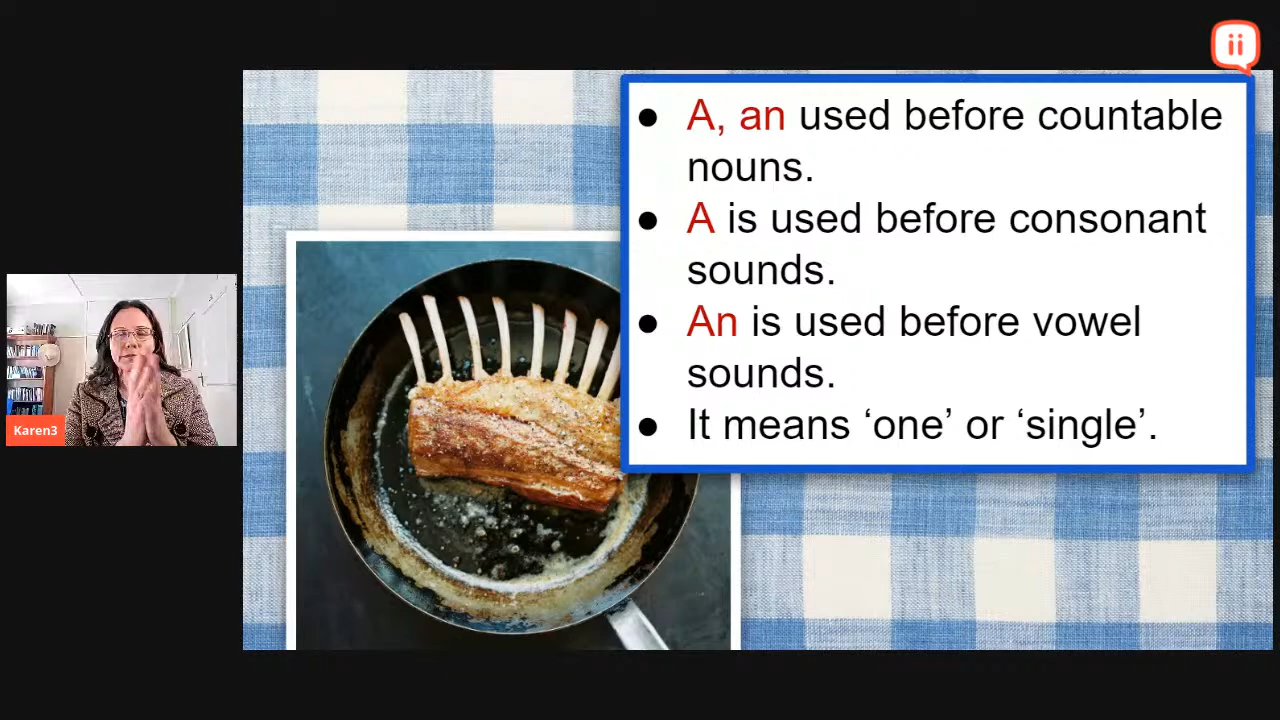 ● A, an used before countable
nouns.
● A is used before consonant
sounds.
● An is used before vowel
sounds.
● It means ‘one’ or ‘single’.
Karen3